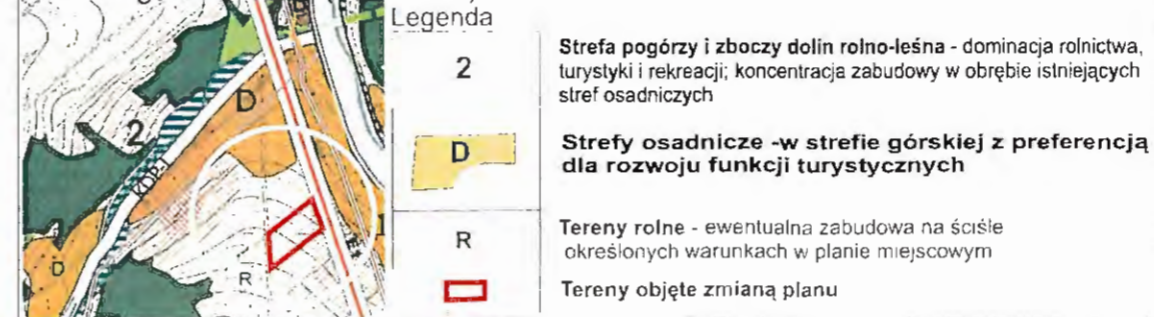 Legenda
2
Strefa pogórzy i zboczy dolin rolno-leśna - dominacja rolnictwa,
turystyki i rekreacji; koncentracja zabudowy w obrębie istniejących
stref osadniczych
D
Strefy osadnicze -w strefie górskiej z preferencją
dla rozwoju funkcji turystycznych
R
Tereny rolne - ewentualna zabudowa na ściśle
określonych warunkach w planie miejscowym
Tereny objęte zmianą planu
D
2
D
R